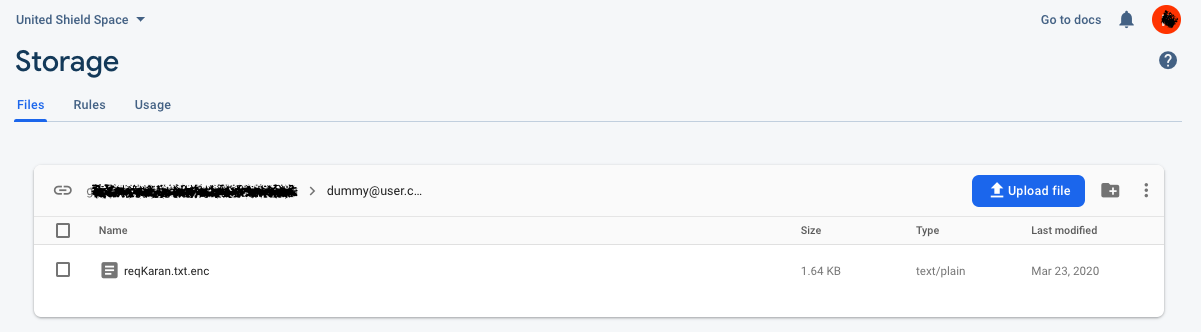 United Shield Space
Go to docs
Storage
Files Rules Usage
dummy@user.c...
Upload file
Name Size Type Last modified
reqKaran.txt.enc 1.64 KB text/plain Mar 23, 2020